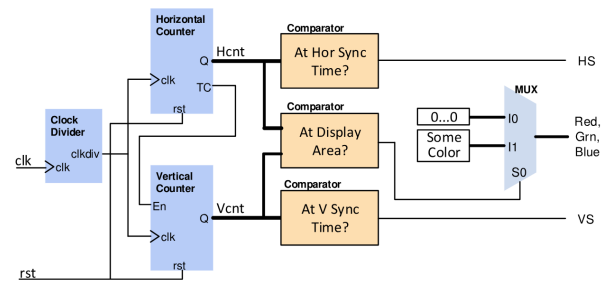 Horizontal
Counter
Q
Hcnt
clk
TC
rst
Comparator
At Hor Sync
Time?
HS
Clock
Divider
clkdiv
clk
clk
Comparator
At Display
Area?
MUX
0...0
I0
Some
Color
I1
S0
Red,
Grn,
Blue
Vertical
Counter
En
Q
Vcnt
clk
rst
Comparator
At V Sync
Time?
VS
rst